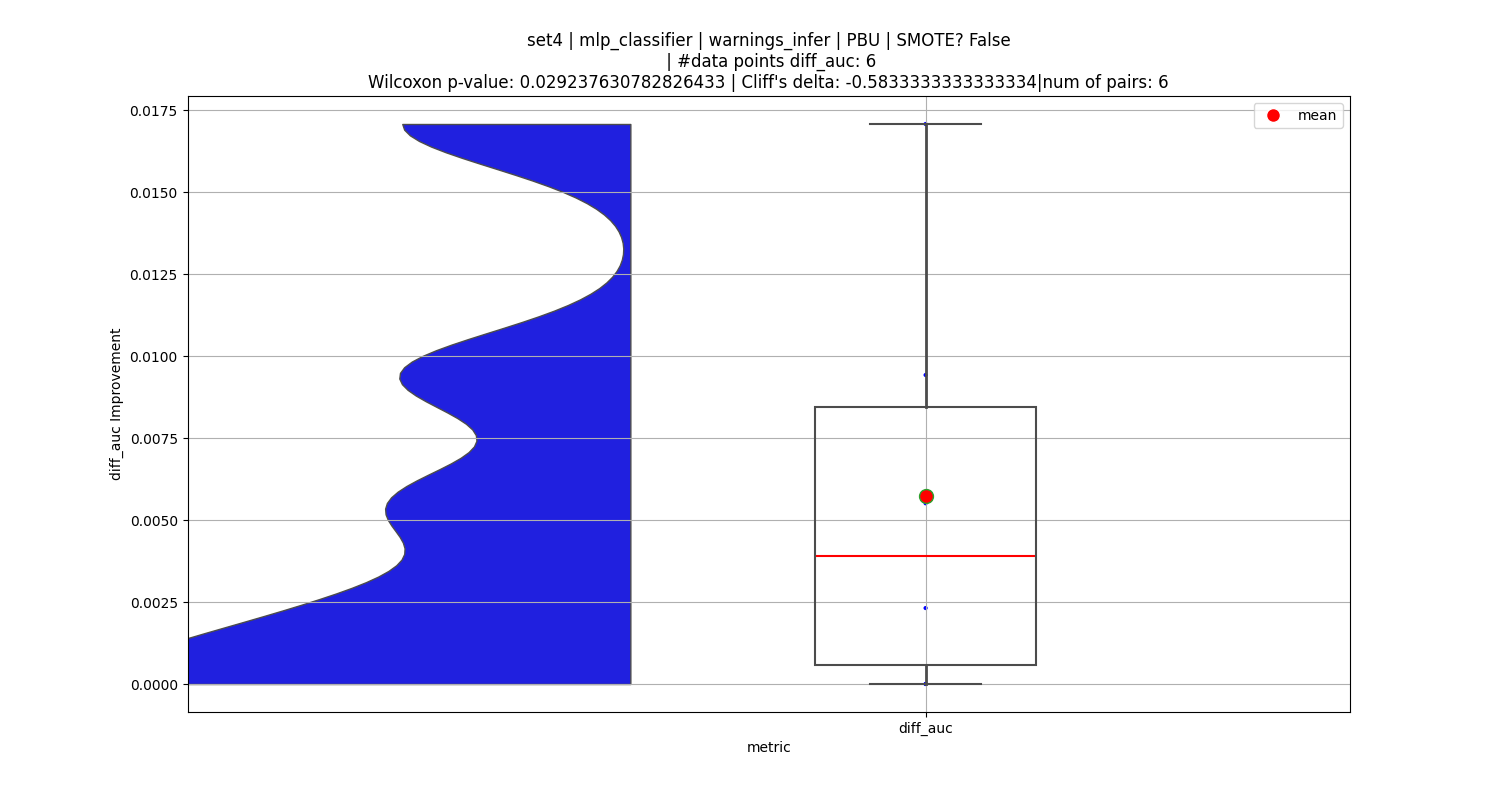 set4 | mlp_classifier | warnings_infer | PBU | SMOTE? False
| #data points diff_auc: 6
Wilcoxon p-value: 0.029237630782826433 | Cliff's delta: -0.5833333333333334|num of pairs: 6
mean
0.0175
0.0150
0.0125
0.0100
0.0075
0.0050
0.0025
0.0000
diff_auc Improvement
diff_auc
metric